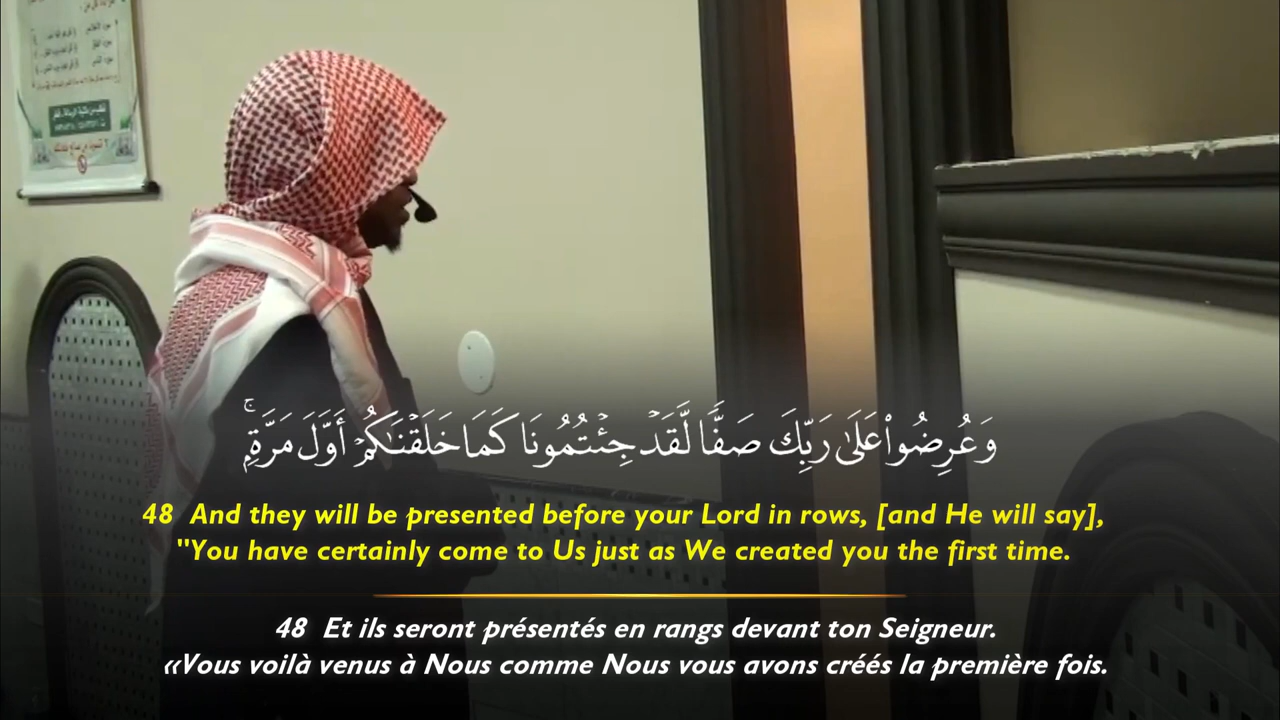 وَعُرِضُوا۟ عَلَىٰ رَبِّكَ صَفًّا لَّقَدْ جِئْتُمُونَا كَمَا خَلَقْنَـٰكُمْ أَوَّلَ مَرَّةٍۭ ۚ
48 And they will be presented before your Lord in rows, [and He will say],
"You have certainly come to Us just as We created you the first time.
48 Et ils seront présentés en rangs devant ton Seigneur.
«Vous voilà venus à Nous comme Nous vous avons créés la première fois.